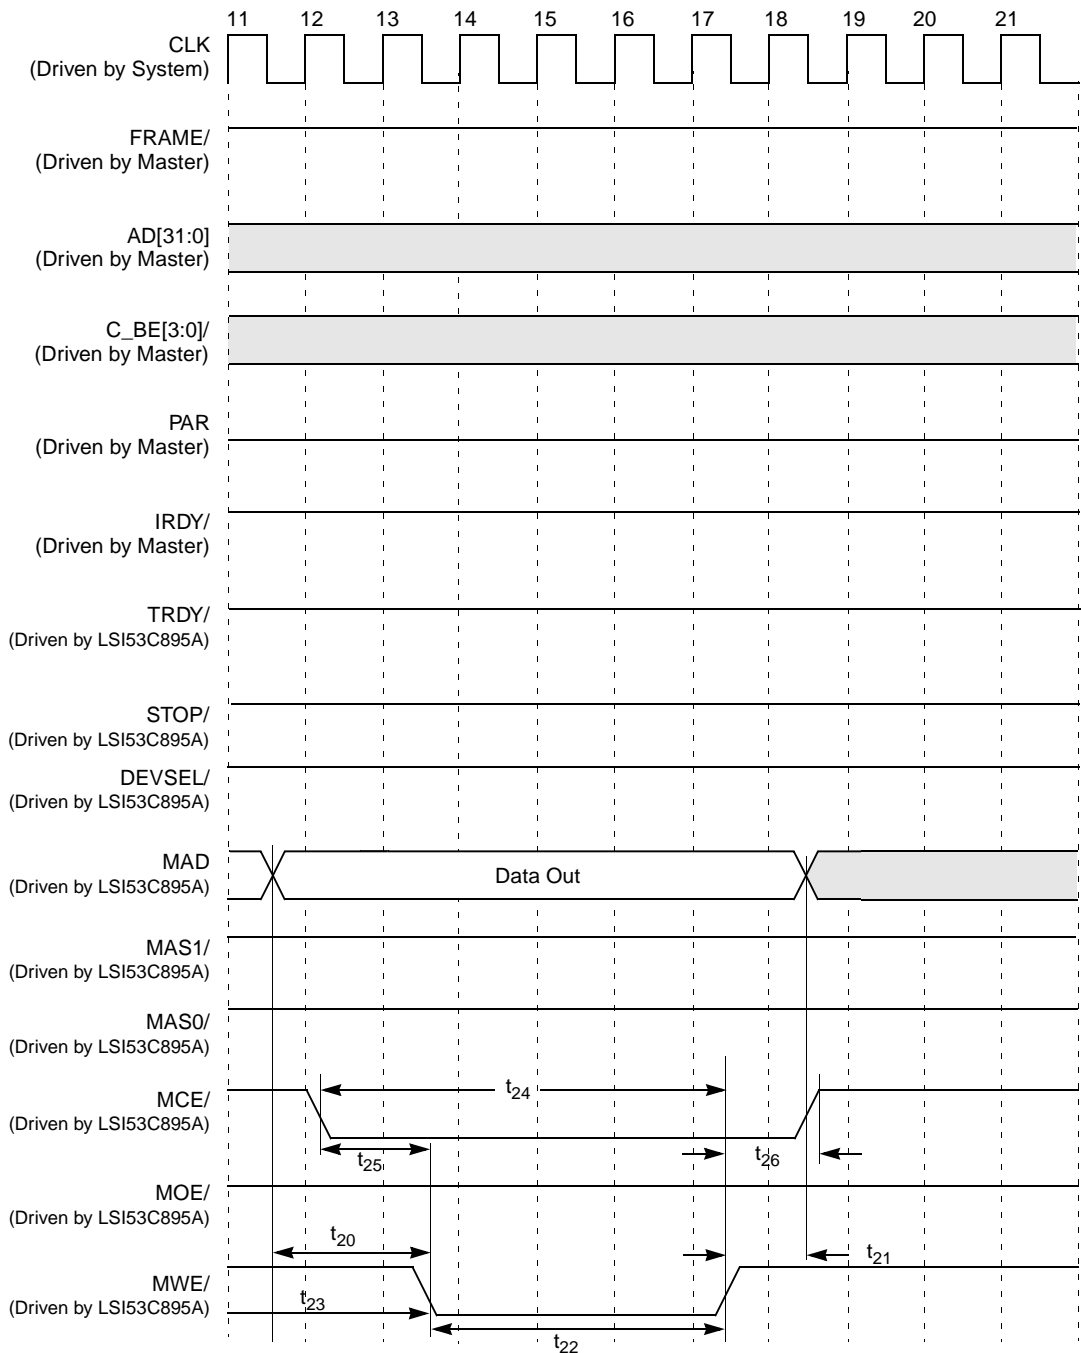 11 12 13 14 15 16 17 18 19 20 21
CLK
(Driven by System)
FRAME/
(Driven by Master)
AD[31:0]
(Driven by Master)
C_BE[3:0]/
(Driven by Master)
PAR
(Driven by Master)
IRDY/
(Driven by Master)
TRDY/
(Driven by LSI53C895A)
STOP/
(Driven by LSI53C895A)
DEVSEL/
(Driven by LSI53C895A)
MAD
(Driven by LSI53C895A)
Data Out
MAS1/
(Driven by LSI53C895A)
MAS0/
(Driven by LSI53C895A)
t24
MCE/
(Driven by LSI53C895A)
t25 t26
MOE/
(Driven by LSI53C895A)
t20 t21
MWE/
(Driven by LSI53C895A)
t23
t22